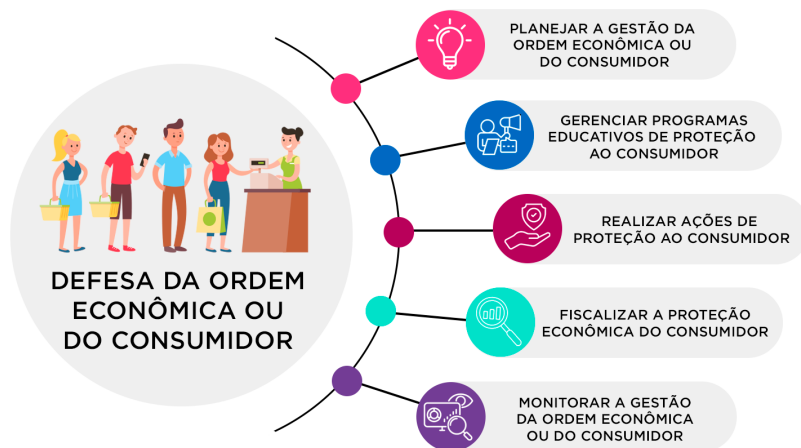 DEFESA DA ORDEM
ECONÔMICA OU
DO CONSUMIDOR
PLANEJAR A GESTÃO DA
ORDEM ECONÔMICA OU
DO CONSUMIDOR
GERENCIAR PROGRAMAS
EDUCATIVOS DE PROTEÇÃO
AO CONSUMIDOR
REALIZAR AÇÕES DE
PROTEÇÃO AO CONSUMIDOR
FISCALIZAR A PROTEÇÃO
ECONÔMICA DO CONSUMIDOR
MONITORAR A GESTÃO
DA ORDEM ECONÔMICA
OU DO CONSUMIDOR